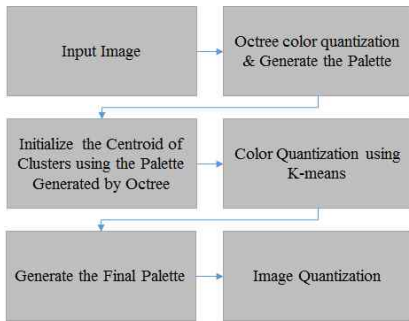 Input Image
Octree color quantization
& Generate the Palette
Initialize the Centroid of
Clusters using the Palette
Generated by Octree
Color Quantization using
K-means
Generate the Final Palette
Image Quantization